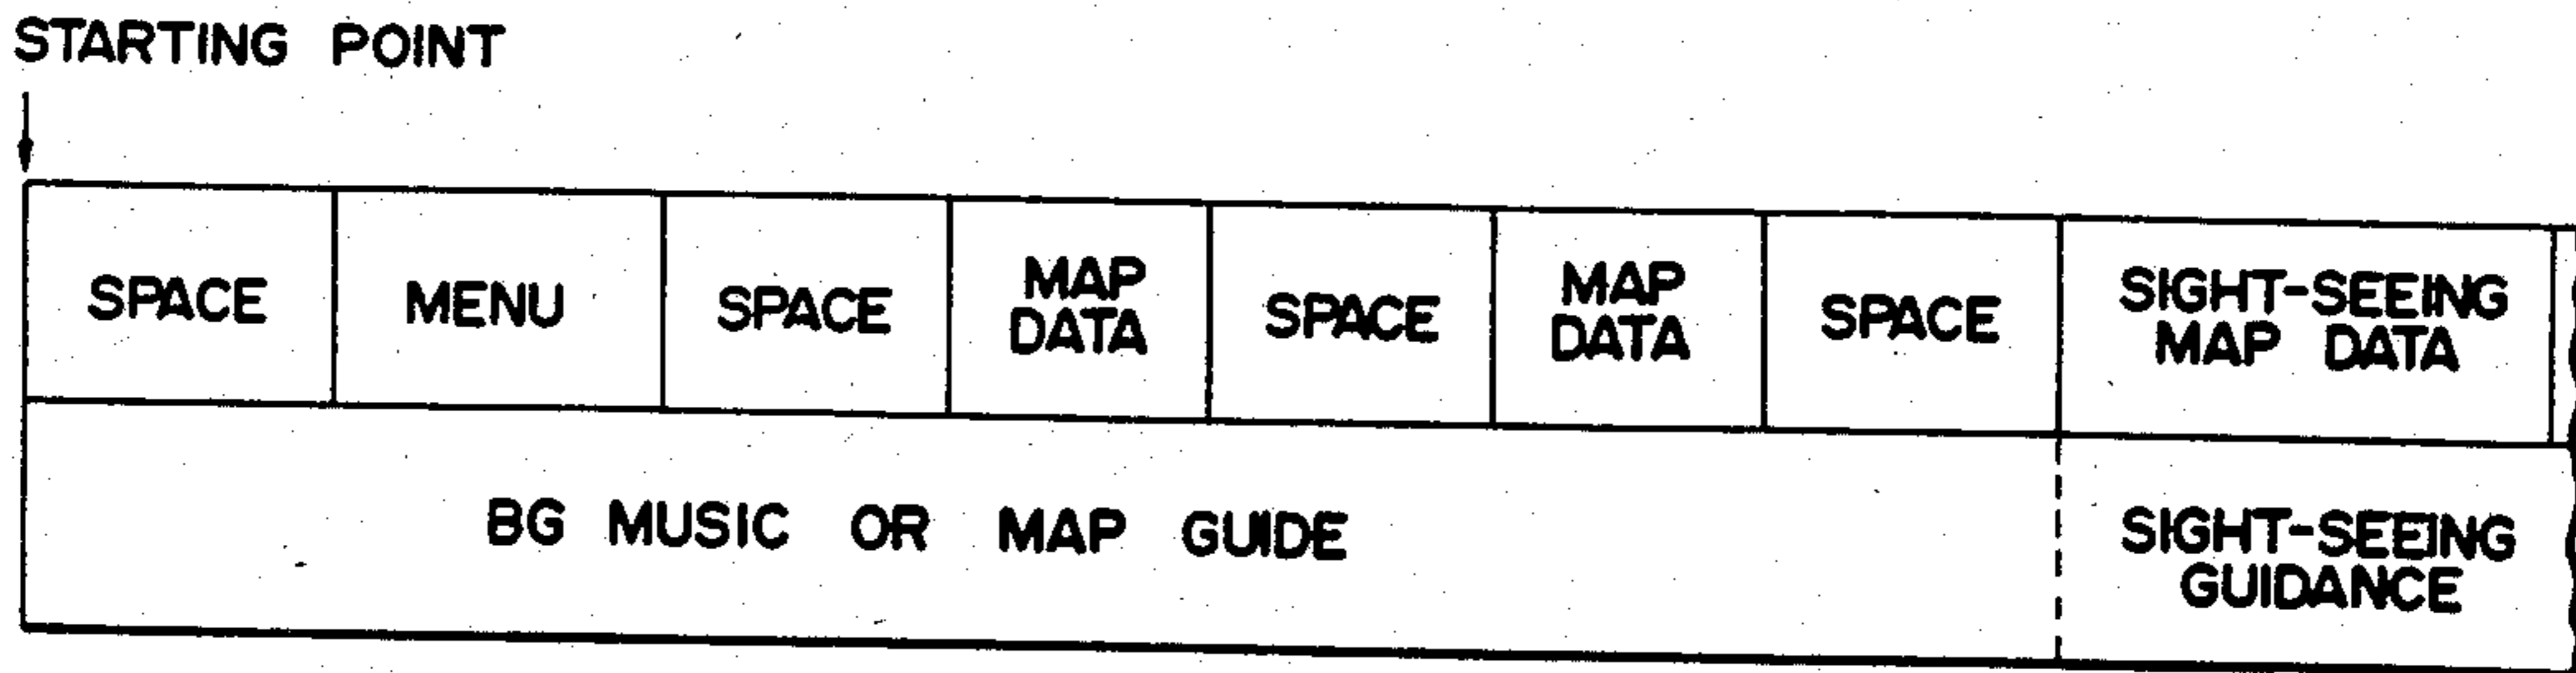 STARTING POINT
SPACE
MENU
SPACE
MAP
DATA
SPACE
MAP
DATA
SPACE
SIGHT-SEEING
MAP DATA
BG MUSIC OR MAP GUIDE
SIGHT-SEEING
GUIDANCE